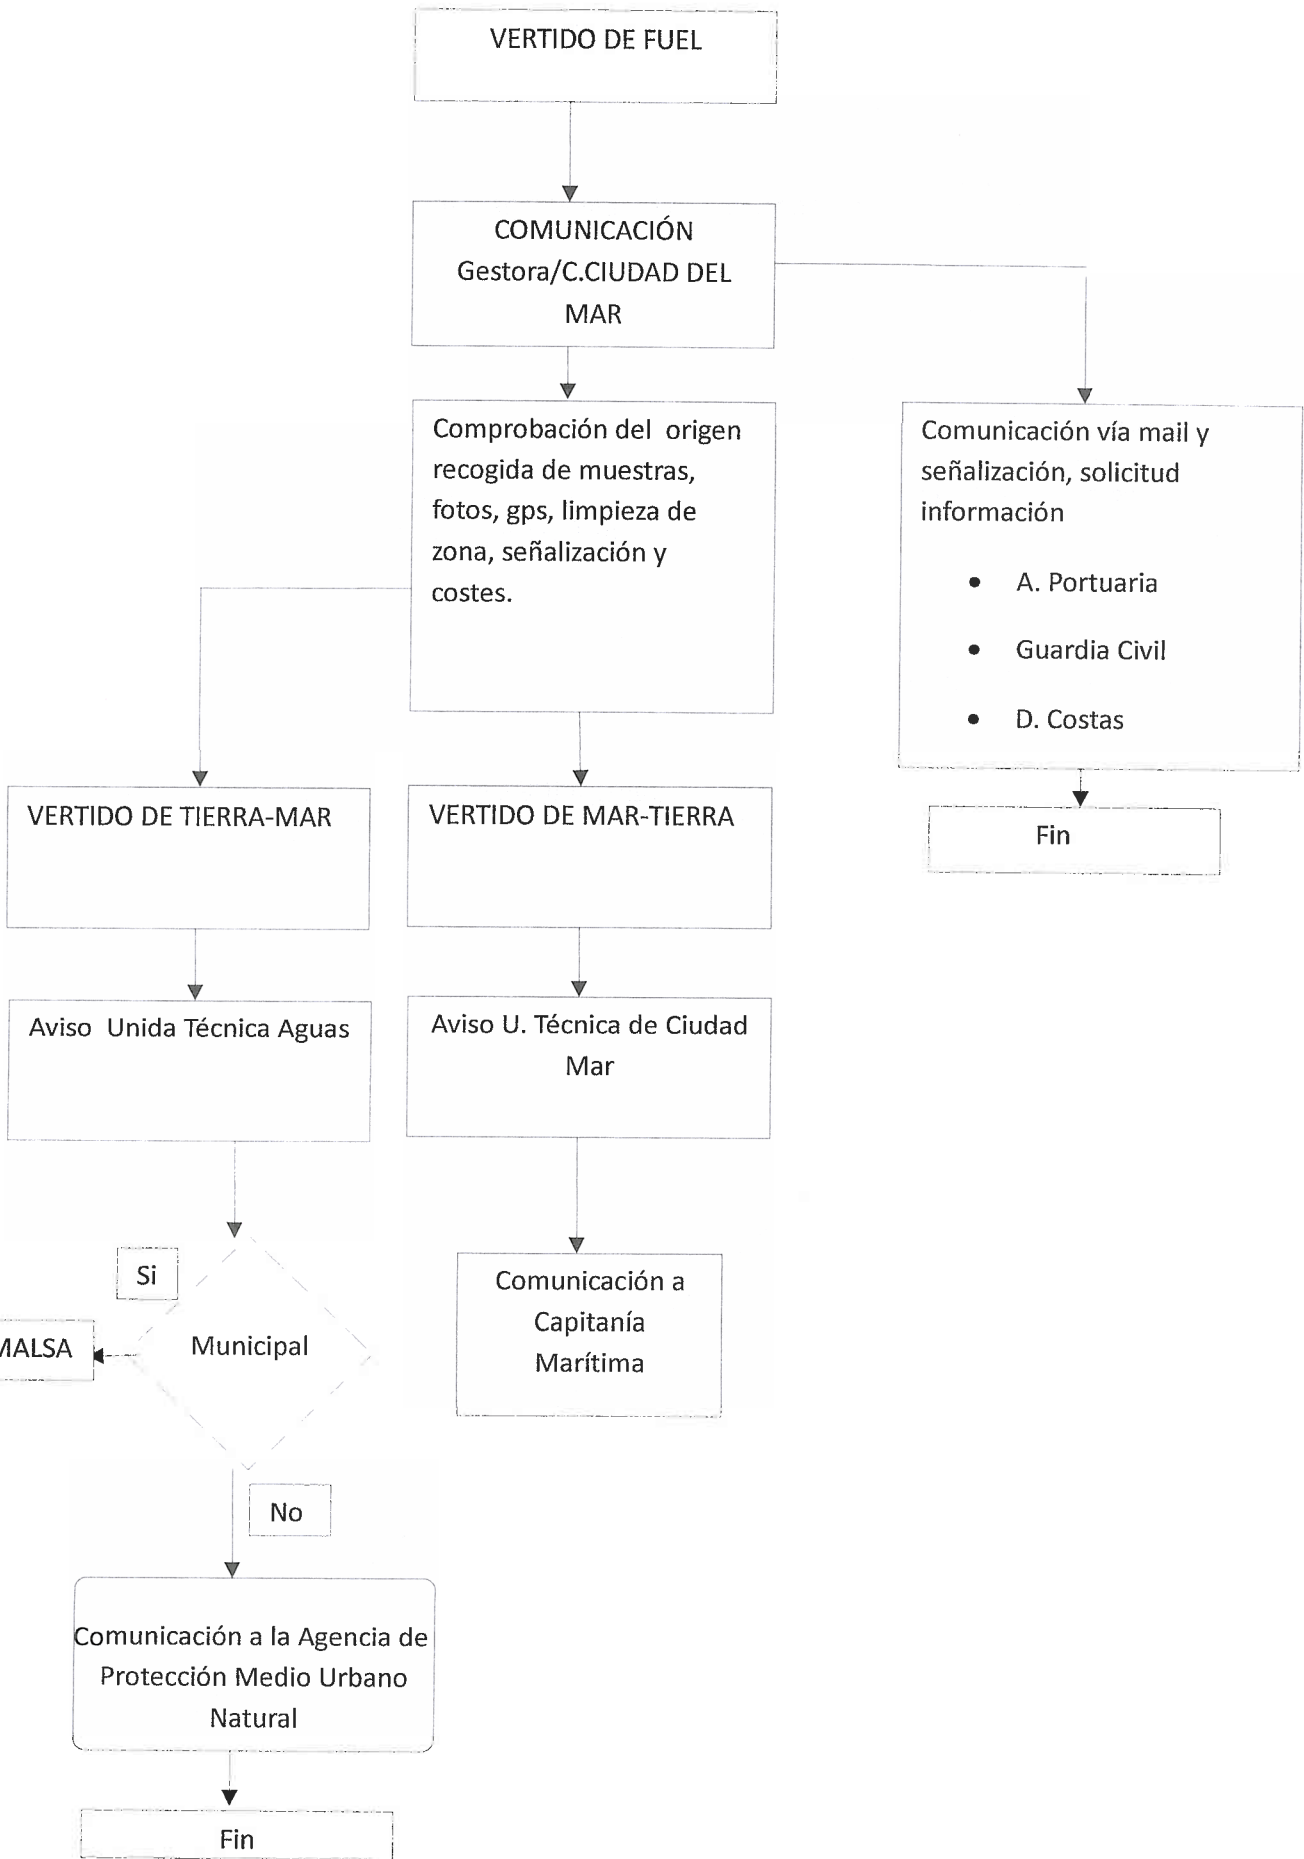 VERTIDO DE FUEL
COMUNICACIÓN
Gestora/C.CIUDAD DEL
MAR
Comprobación del origen
recogida de muestras,
fotos, gps, limpieza de
zona, señalización y
costes.
Comunicación vía mail y
señalización, solicitud
información
• A. Portuaria
• Guardia Civil
• D. Costas
Fin
VERTIDO DE TIERRA-MAR
VERTIDO DE MAR-TIERRA
Aviso Unida Técnica Aguas
Aviso U. Técnica de Ciudad
Mar
Si
Municipal
Comunicación a
Capitanía
Marítima
No
Comunicación a la Agencia de
Protección Medio Urbano
Natural
Fin